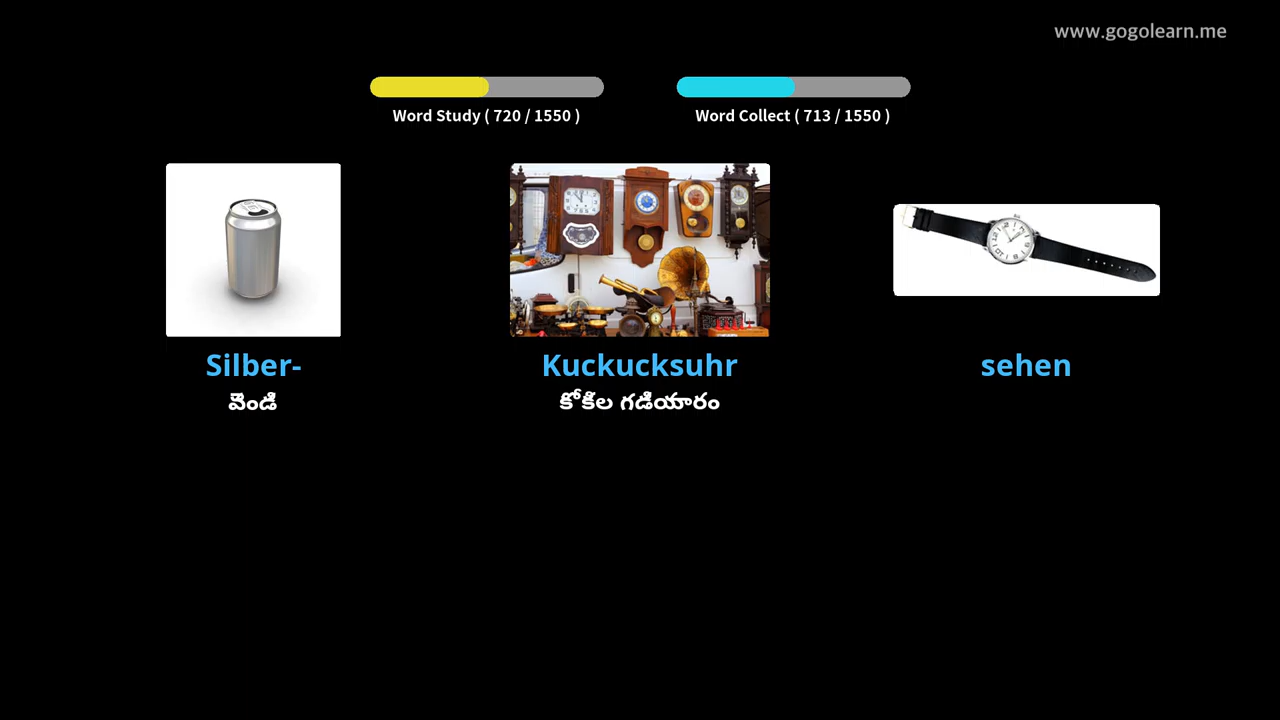 www.gogolearn.me
Word Study ( 720 / 1550 )
Word Collect ( 713 / 1550 )
Silber-
Kuckucksuhr
sehen
వెండి
కోకిల గడియారం